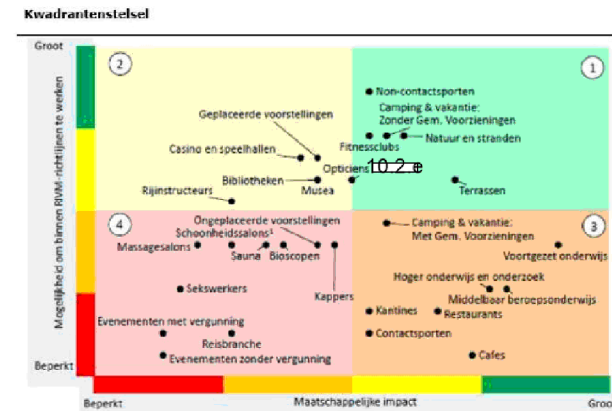 Kwadrantenstelsel
Groot
2
1
Non-contactsporten
Camping & vakantie:
Zonder Gem. Voorzieningen
Geplaceerde voorstellingen
Fitnessclubs
Natuur en stranden
Casino en speelhallen
Opticiens
10.2.e
Bibliotheken
Musea
Terrassen
Rijinstructeurs
Mogelijkheid om binnen RIVM-richtlijnen te werken
4
3
Ongeplaceerde voorstellingen
Schoonheidssalons¹
Camping & vakantie:
Met Gem. Voorzieningen
Massagesalons
Sauna
Bioscopen
Voortgezet onderwijs
Kappers
Hoger onderwijs en onderzoek
Sekswerkers
Middelbaar beroepsonderwijs
Kantines
Restaurants
Evenementen met vergunning
Reisbranche
Contactsporten
Evenementen zonder vergunning
Cafes
Beperkt
Beperkt
Maatschappelijke impact
Groo